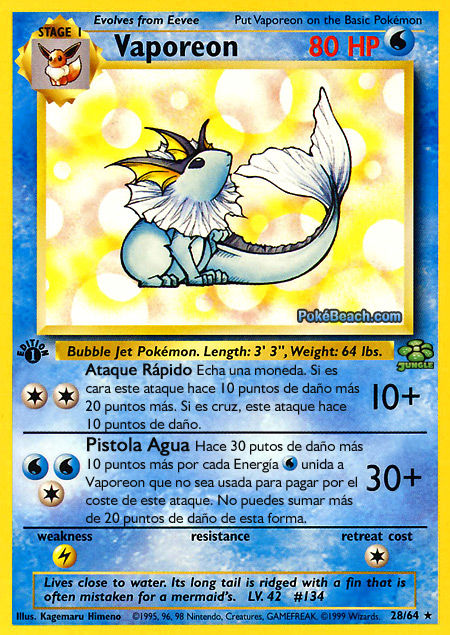 Evolves from Eevee Put Vaporeon on the Basic Pokémon
STAGE 1
Vaporeon 80 HP
PokéBeach.com
EDITION
1
Bubble Jet Pokémon. Length: 3' 3", Weight: 64 lbs.
JUNGLE
Ataque Rápido Echa una moneda. Si es
cara este ataque hace 10 puntos de daño más
20 puntos más. Si es cruz, este ataque hace
10 puntos de daño.
10+
Pistola Agua Hace 30 putos de daño más
10 puntos más por cada Energía unida a
Vaporeon que no sea usada para pagar por el
coste de este ataque. No puedes sumar más
de 20 puntos de daño de esta forma.
30+
weakness resistance retreat cost
Lives close to water. Its long tail is ridged with a fin that is
often mistaken for a mermaid's. LV. 42 #134
Illus. Kagemaru Himeno ©1995, 96, 98 Nintendo, Creatures, GAMEFREAK. ©1999 Wizards. 28/64 ★